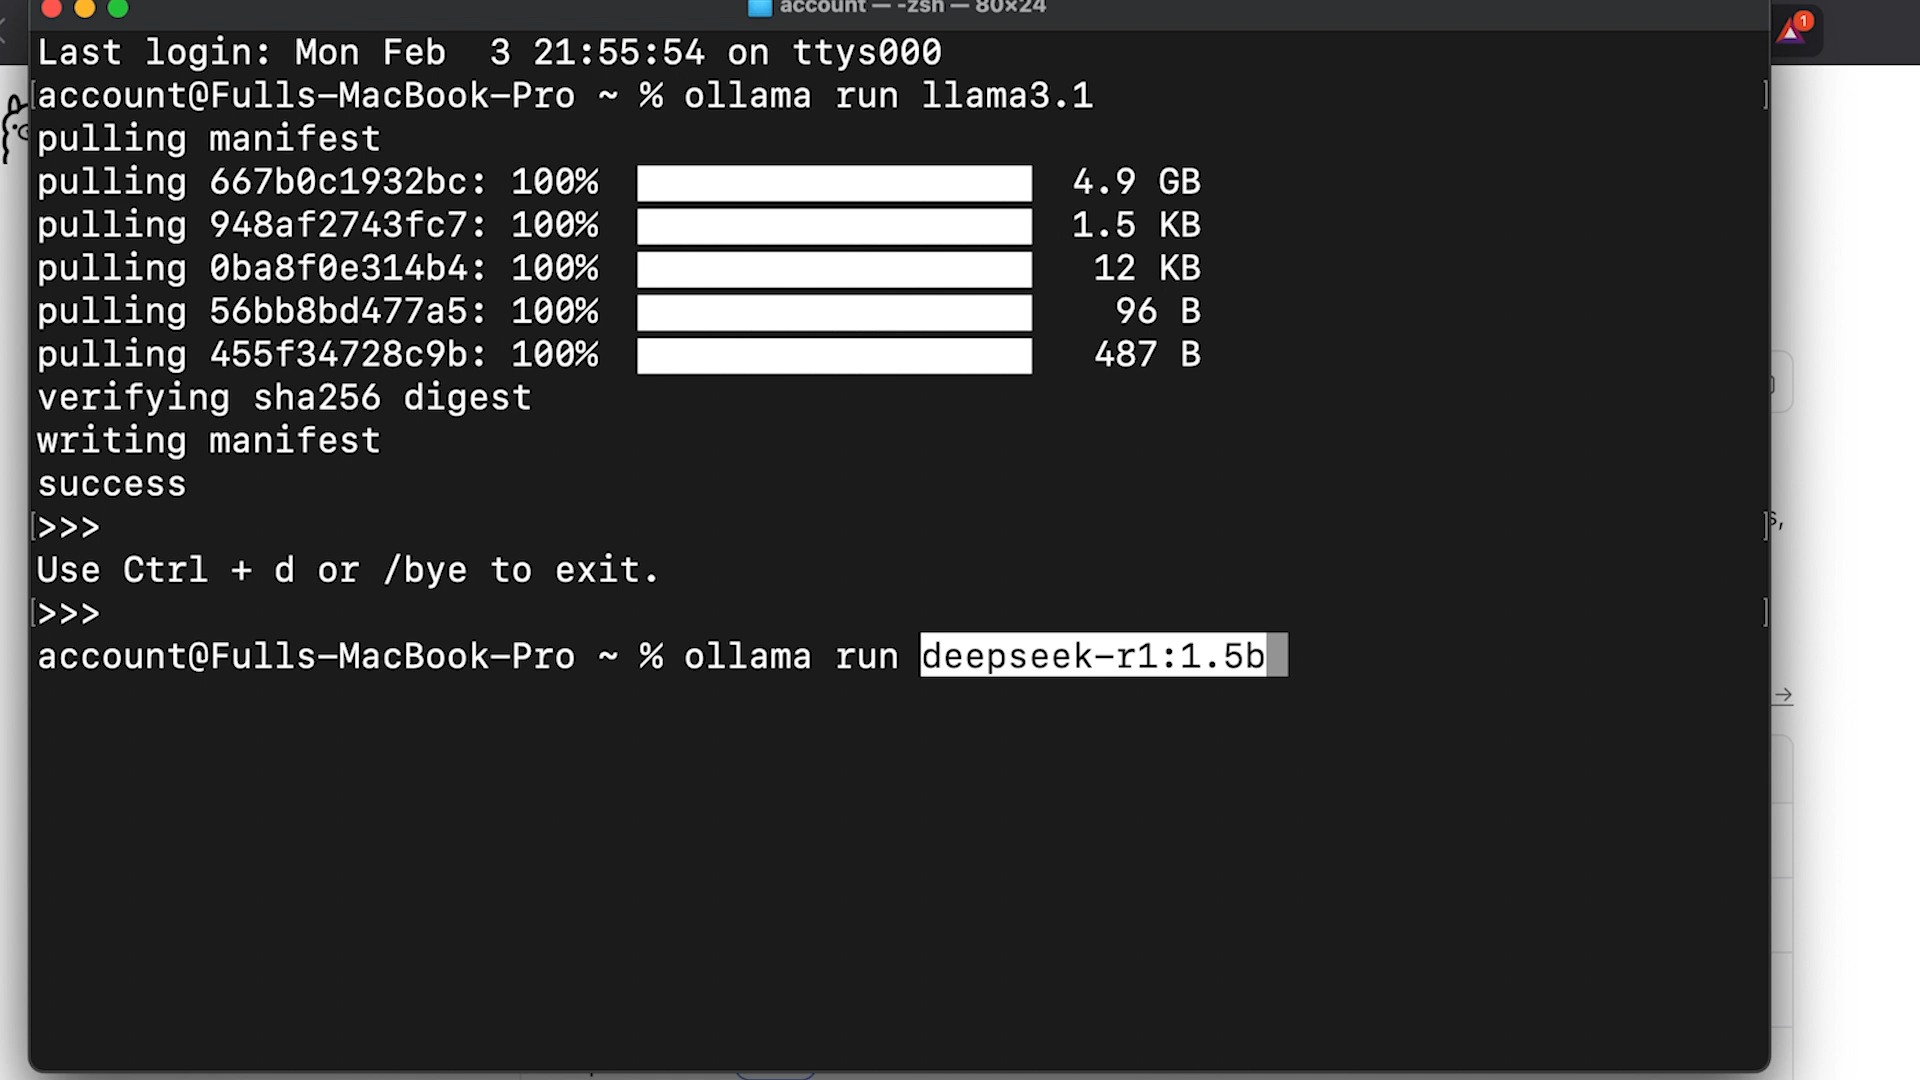 account — -zsh — 80×24
1
Last login: Mon Feb  3 21:55:54 on ttys000
account@Fulls-MacBook-Pro ~ % ollama run llama3.1
pulling manifest
pulling 667b0c1932bc: 100% 4.9 GB
pulling 948af2743fc7: 100% 1.5 KB
pulling 0ba8f0e314b4: 100% 12 KB
pulling 56bb8bd477a5: 100% 96 B
pulling 455f34728c9b: 100% 487 B
verifying sha256 digest
writing manifest
success
>>>
Use Ctrl + d or /bye to exit.
>>>
account@Fulls-MacBook-Pro ~ % ollama run deepseek-r1:1.5b